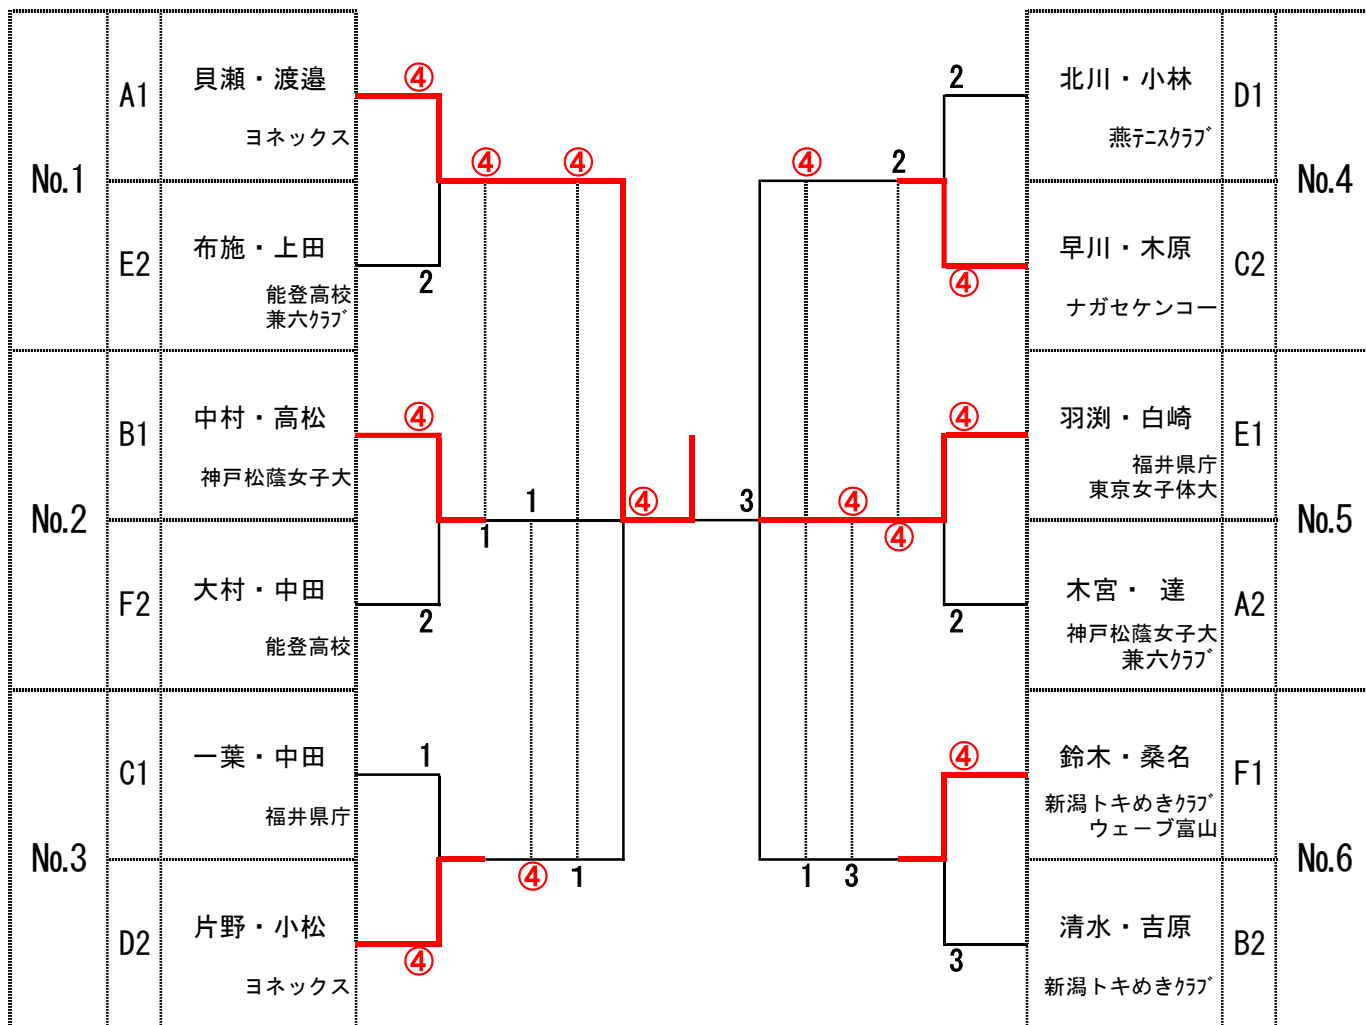 No.1
A1
貝瀬・渡邉
ヨネックス
④
E2
布施・上田
能登高校
兼六ｸﾗﾌﾞ
2
④
④
No.2
B1
中村・高松
神戸松蔭女子大
④
F2
大村・中田
能登高校
2
1
1
④
No.3
C1
一葉・中田
福井県庁
1
D2
片野・小松
ヨネックス
④
④
1
2
北川・小林
燕ﾃﾆｽｸﾗﾌﾞ
D1
No.4
④
2
早川・木原
ナガセケンコー
C2
④
④
羽渕・白崎
福井県庁
東京女子体大
E1
No.5
3
④
④
木宮・ 達
神戸松蔭女子大
兼六ｸﾗﾌﾞ
A2
2
④
鈴木・桑名
新潟トキめきｸﾗﾌﾞ
ウェーブ富山
F1
No.6
1
3
清水・吉原
新潟トキめきｸﾗﾌﾞ
B2
3